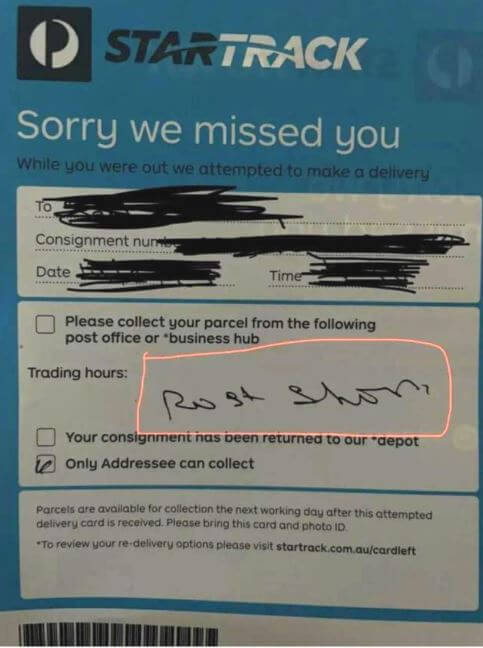 STARTRACK
Sorry we missed you
While you were out we attempted to make a delivery
To
Consignment
Date
Time
Please collect your parcel from the following
post office or *business hub
Trading hours:
Your consignment has been returned to our *depot
Only Addressee can collect
Parcels are available for collection the next working day after this attempted
delivery card is received. Please bring this card and photo ID.
*To review your re-delivery options please visit startrack.com.au/cardleft